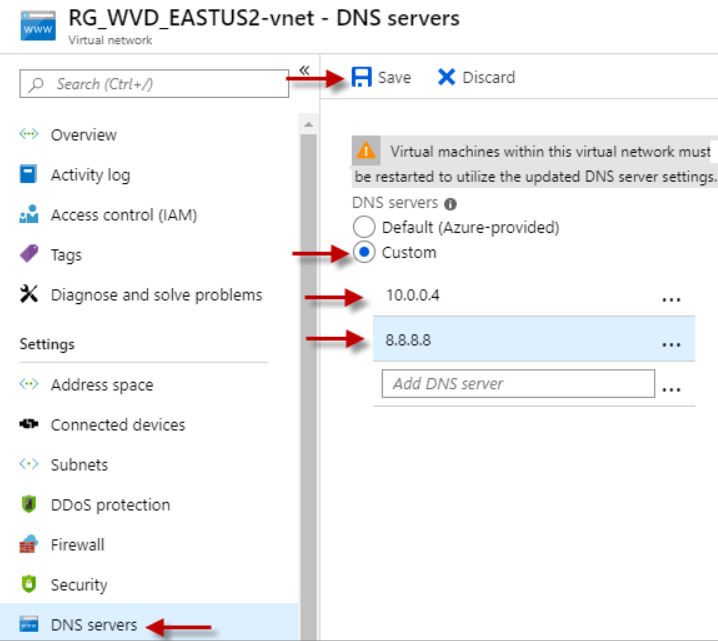 www
RG_WVD_EASTUS2-vnet - DNS servers
Virtual network
Search (Ctrl+/)
«
Overview
Activity log
Access control (IAM)
Tags
Diagnose and solve problems
Settings
Address space
Connected devices
Subnets
DDoS protection
Firewall
Security
www
DNS servers
Save
Discard
Virtual machines within this virtual network must
be restarted to utilize the updated DNS server settings.
DNS servers
Default (Azure-provided)
Custom
10.0.0.4 ...
8.8.8.8 ...
Add DNS server ...